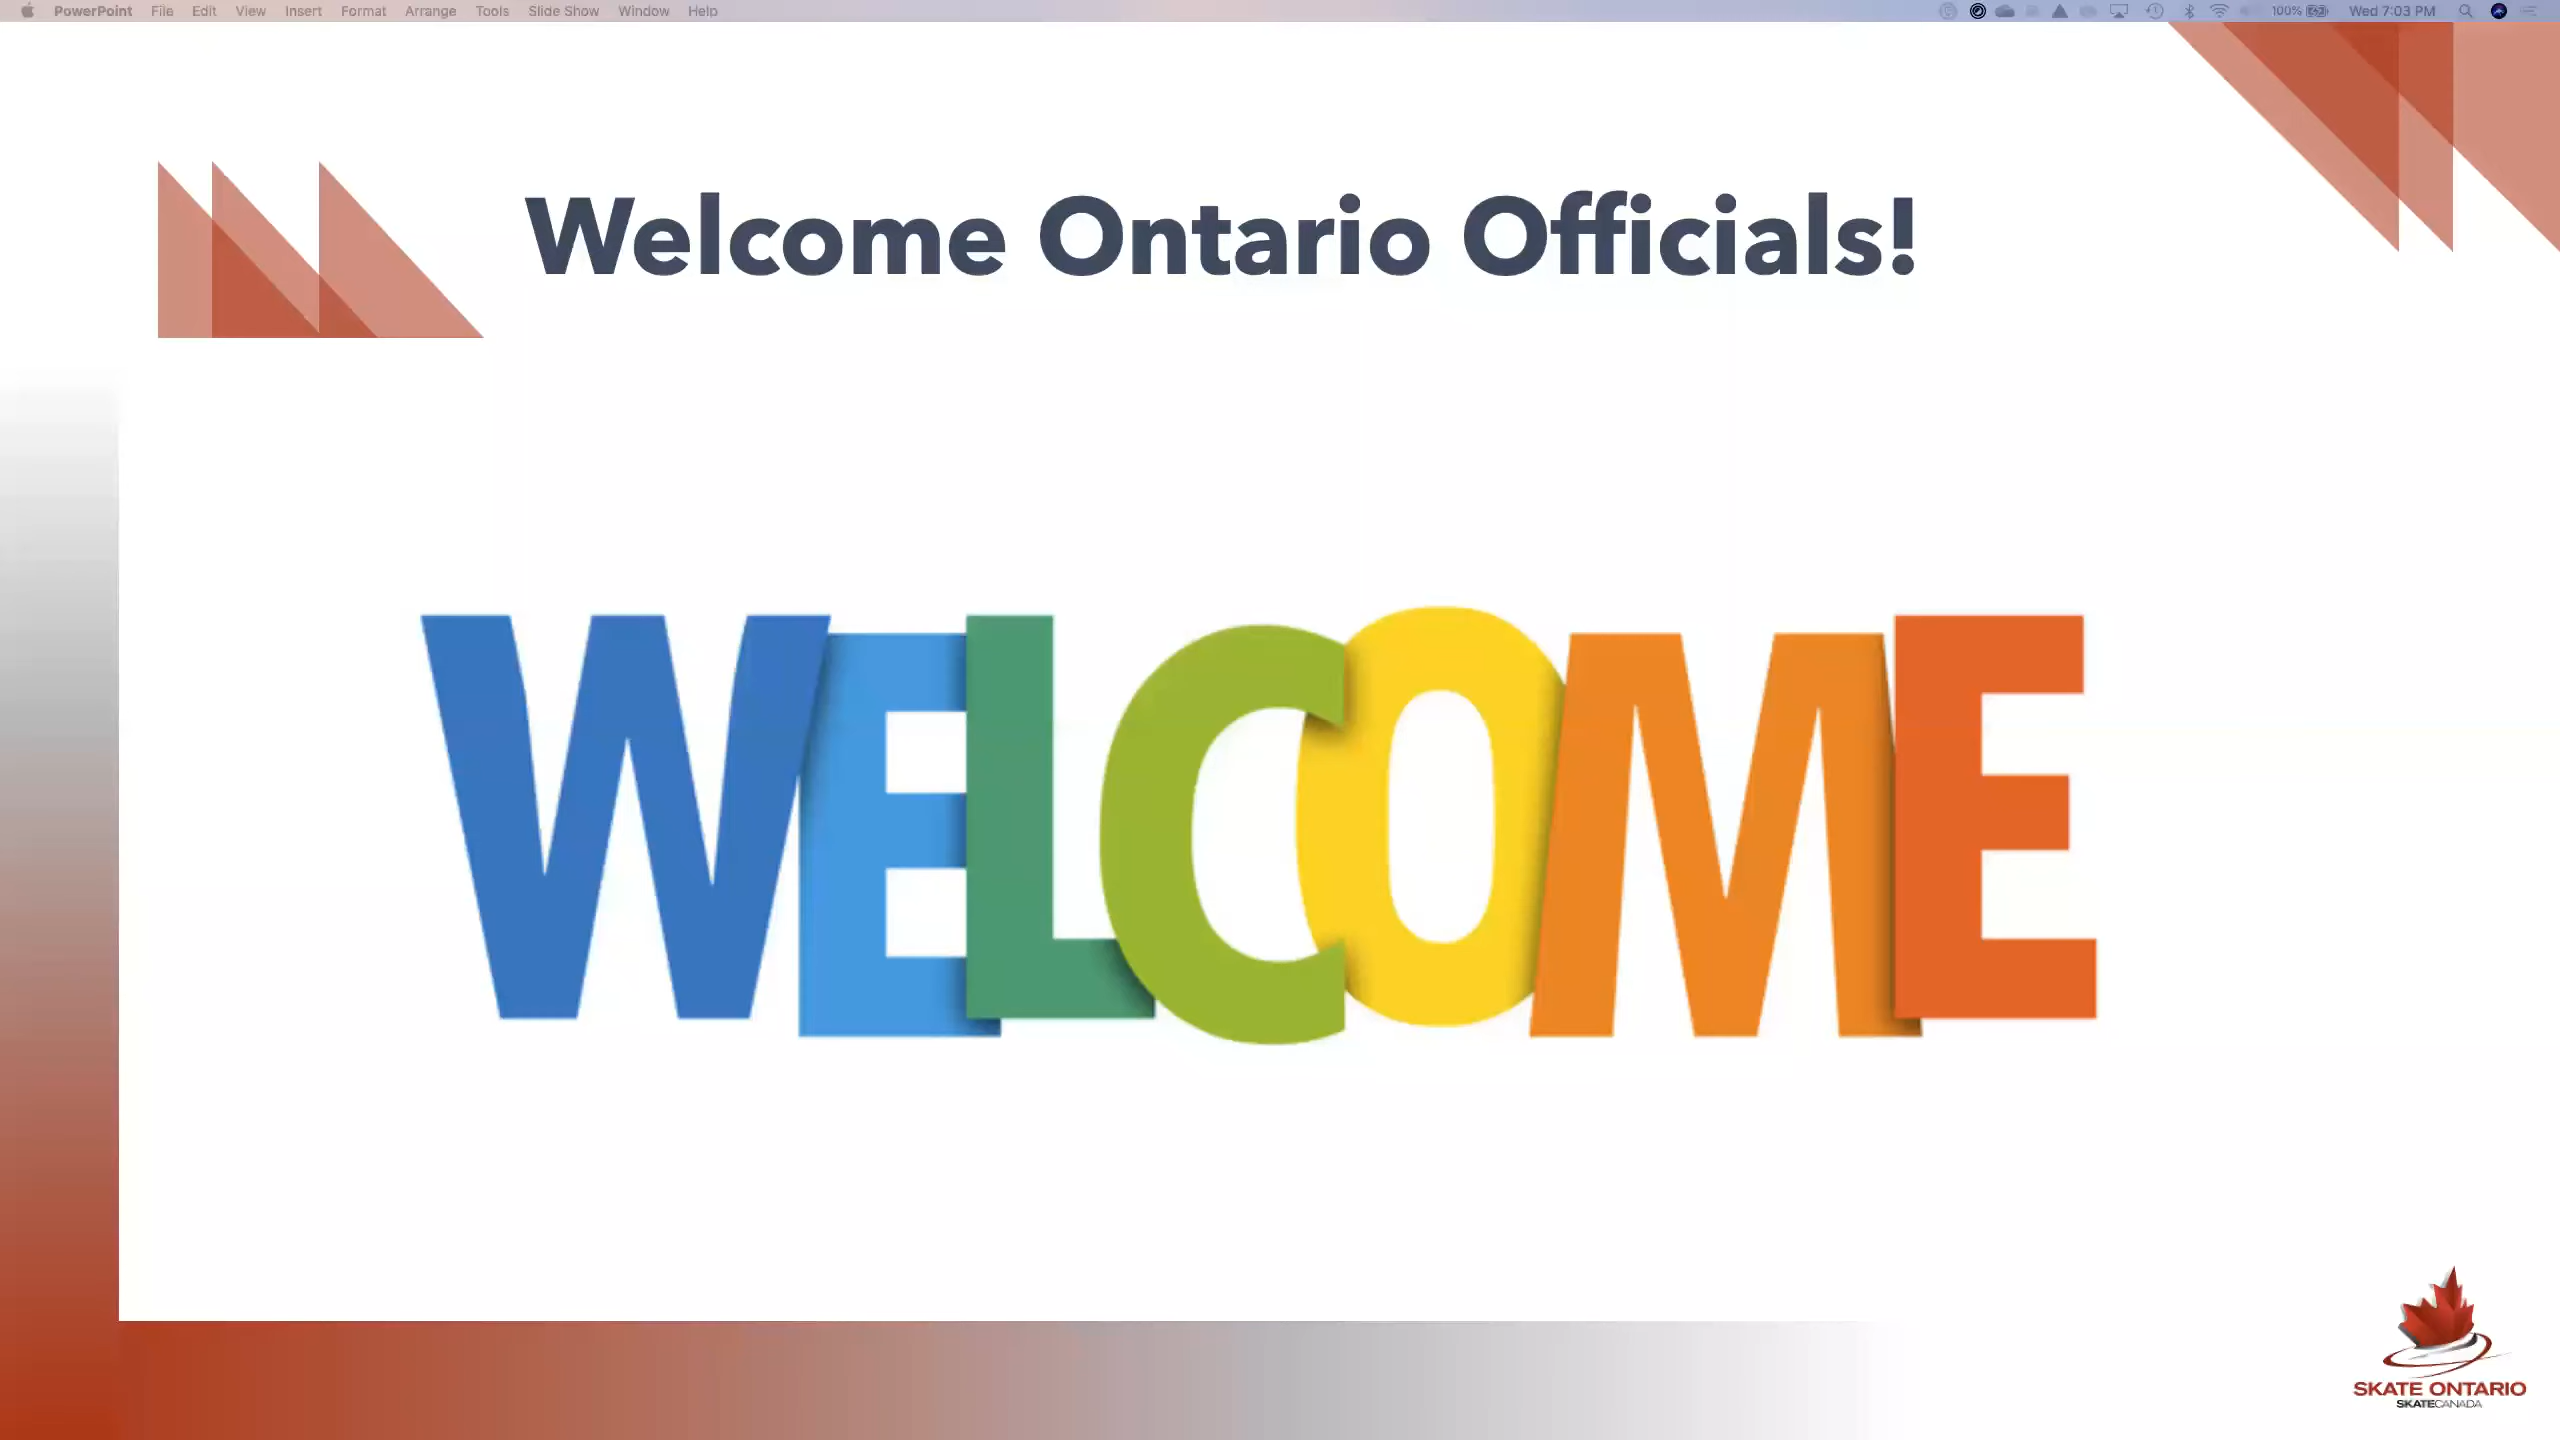 PowerPoint File Edit View Insert Format Arrange Tools Slide Show Window Help 100% Wed 7:03 PM
Welcome Ontario Officials!
WELCOME
SKATE ONTARIO
SKATECANADA